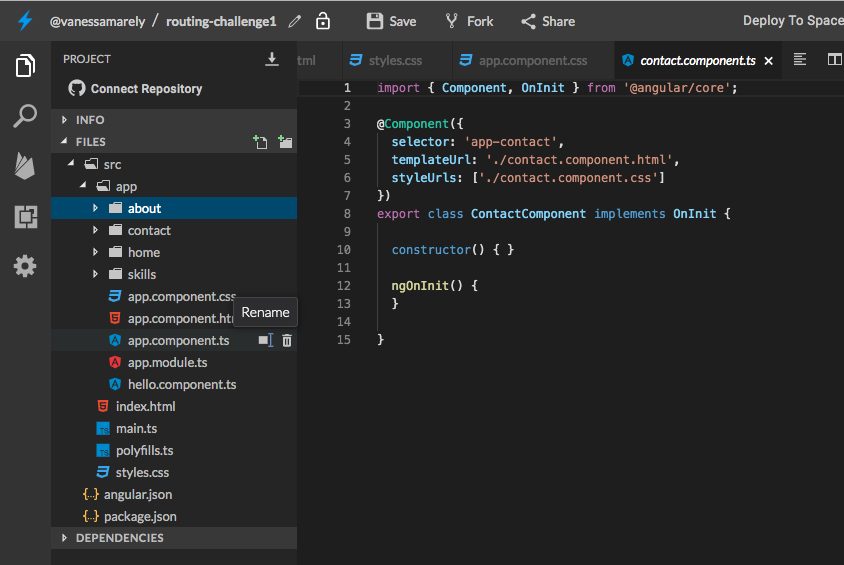 @vanessamarely / routing-challenge1 Save Fork Share Deploy To Space
PROJECT
Connect Repository
INFO
FILES
src
app
about
contact
home
skills
app.component.css
app.component.htm
Rename
app.component.ts
app.module.ts
hello.component.ts
index.html
TS main.ts
TS polyfills.ts
styles.css
{..} angular.json
{..} package.json
DEPENDENCIES
tml styles.css app.component.css contact.component.ts ×
1 import { Component, OnInit } from '@angular/core';
2
3 @Component({
4 selector: 'app-contact',
5 templateUrl: './contact.component.html',
6 styleUrls: ['./contact.component.css']
7 })
8 export class ContactComponent implements OnInit {
9
10 constructor() { }
11
12 ngOnInit() {
13 }
14
15 }